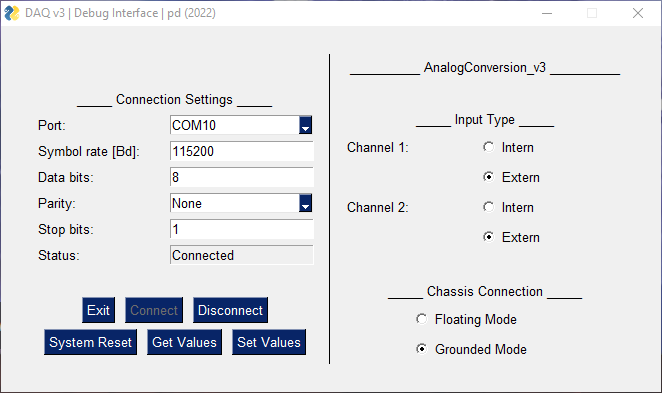 DAQ v3 | Debug Interface | pd (2022)
_____ Connection Settings _____
Port: COM10
Symbol rate [Bd]: 115200
Data bits: 8
Parity: None
Stop bits: 1
Status: Connected
Exit Connect Disconnect
System Reset Get Values Set Values
__________ AnalogConversion_v3 __________
_____ Input Type _____
Channel 1: Intern
Extern
Channel 2: Intern
Extern
_____ Chassis Connection _____
Floating Mode
Grounded Mode